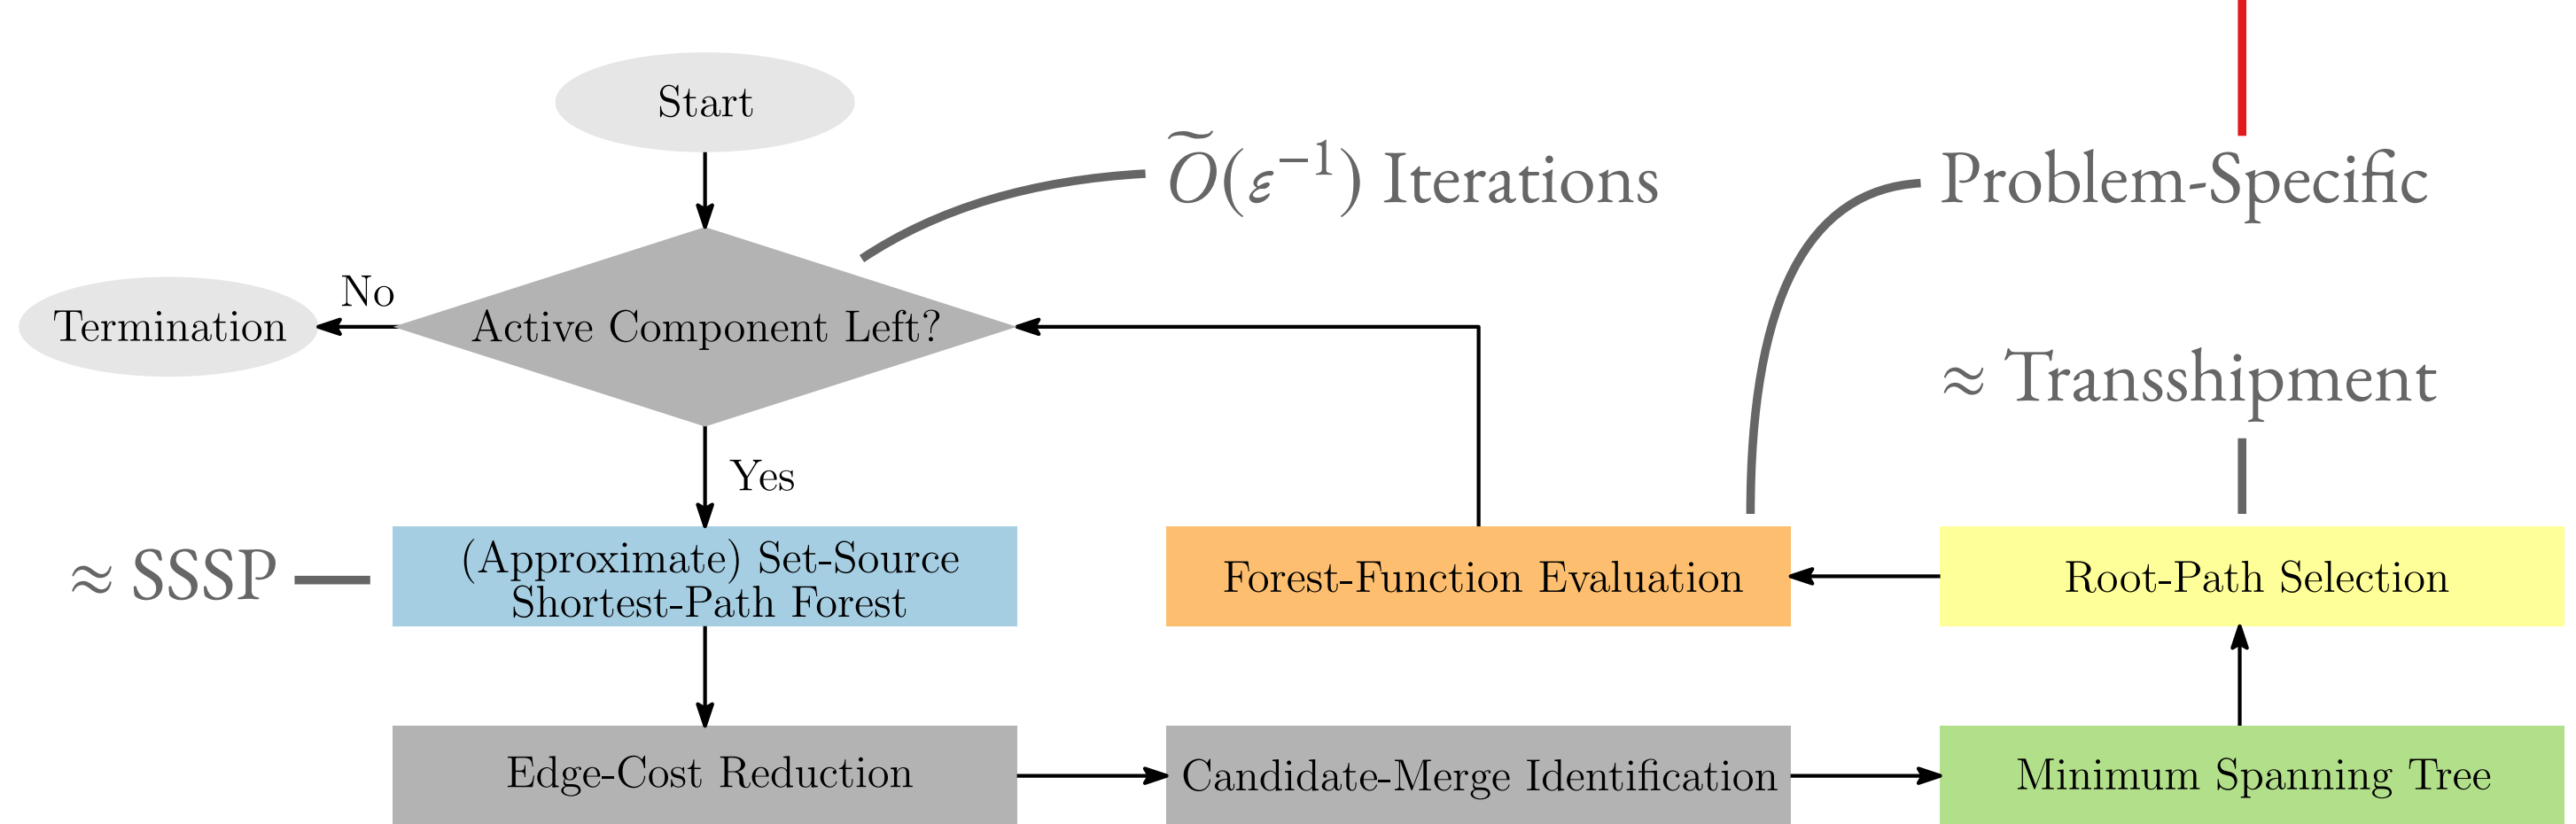 Start
Õ(ε⁻¹) Iterations
Problem-Specific
No
Termination
Active Component Left?
≈ Transshipment
Yes
≈ SSSP
(Approximate) Set-Source
Shortest-Path Forest
Forest-Function Evaluation
Root-Path Selection
Edge-Cost Reduction
Candidate-Merge Identification
Minimum Spanning Tree